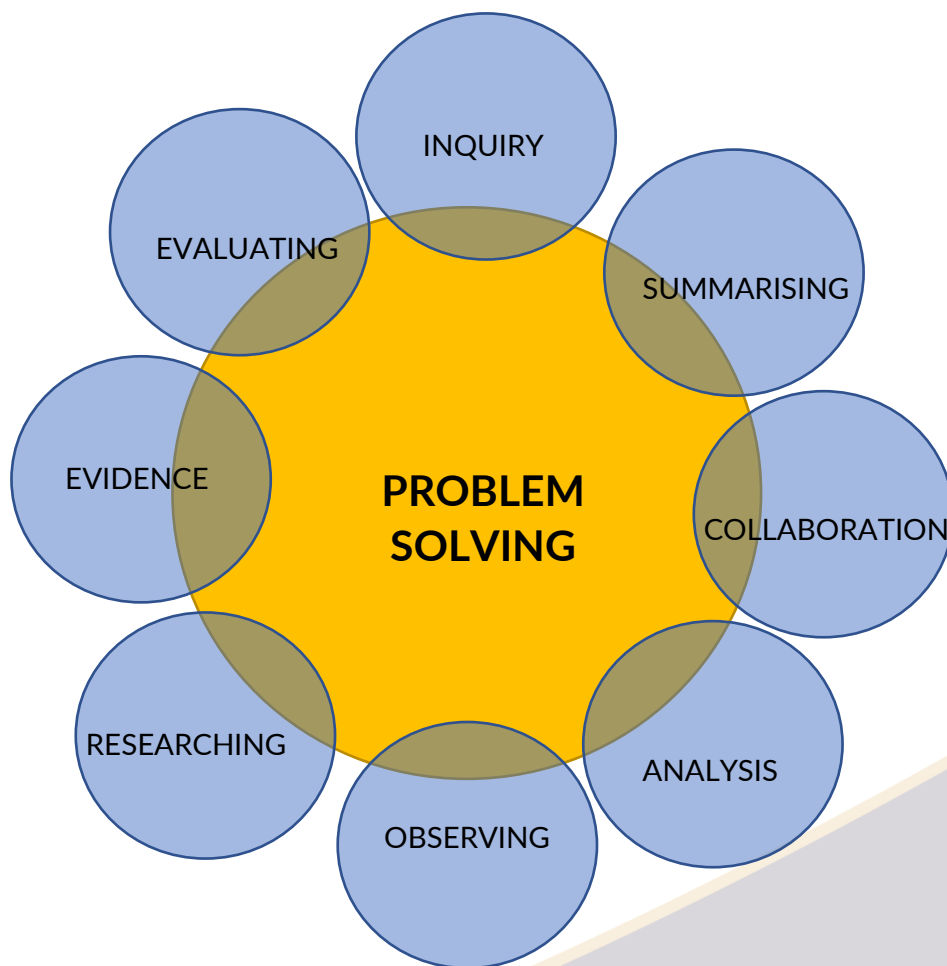 INQUIRY
EVALUATING
SUMMARISING
EVIDENCE
PROBLEM
SOLVING
COLLABORATION
RESEARCHING
ANALYSIS
OBSERVING